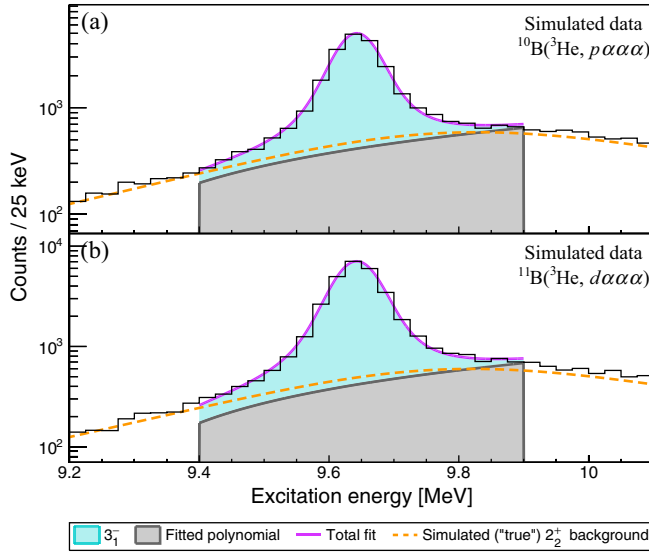 (a)
Simulated data
¹⁰B(³He, pααα)
10³
10²
Counts / 25 keV
(b)
Simulated data
¹¹B(³He, dααα)
10⁴
10³
10²
9.2 9.4 9.6 9.8 10
Excitation energy [MeV]
3₁⁻ Fitted polynomial Total fit Simulated ("true") 2₂⁺ background